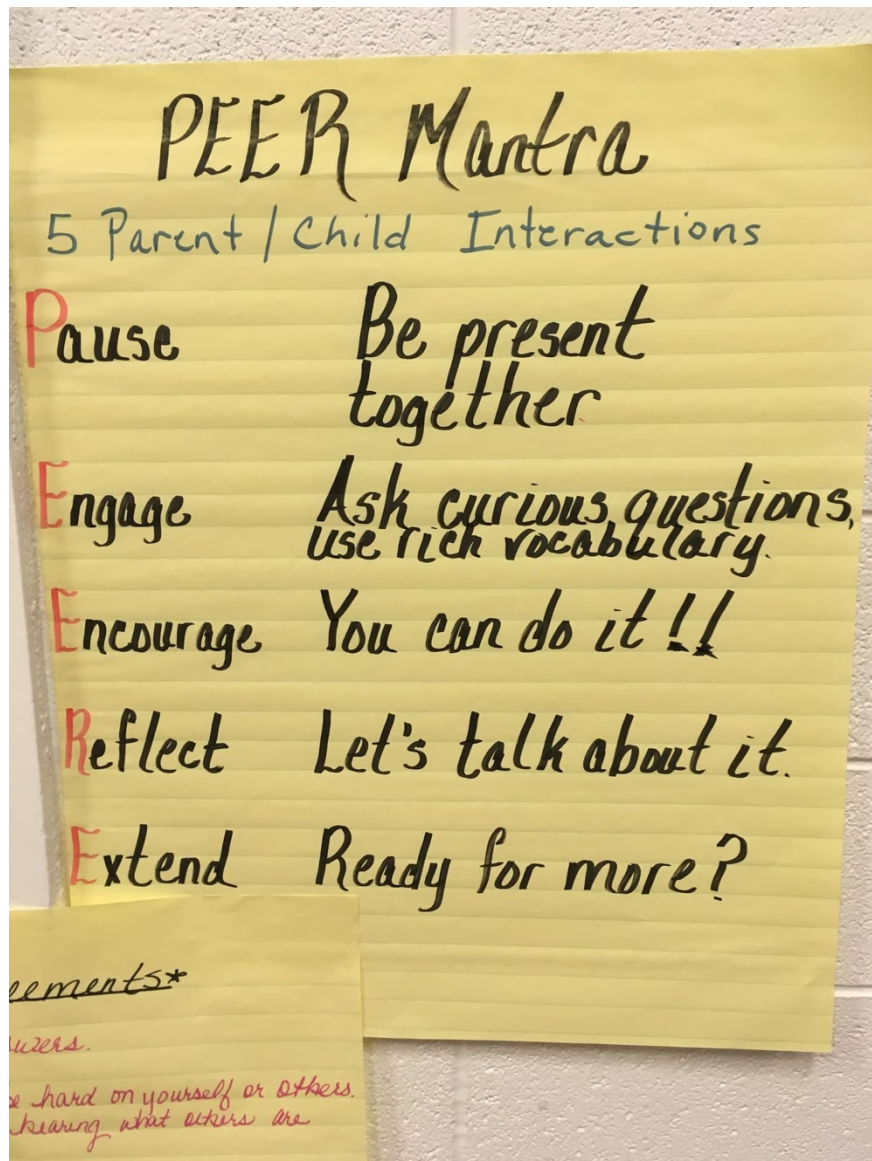 PEER Mantra
5 Parent / Child Interactions
Pause Be present
together
Engage Ask curious questions,
use rich vocabulary.
Encourage You can do it!!
Reflect Let's talk about it.
Extend Ready for more?
eements*
uzers.
e hard on yourself or others.
hearing what others are